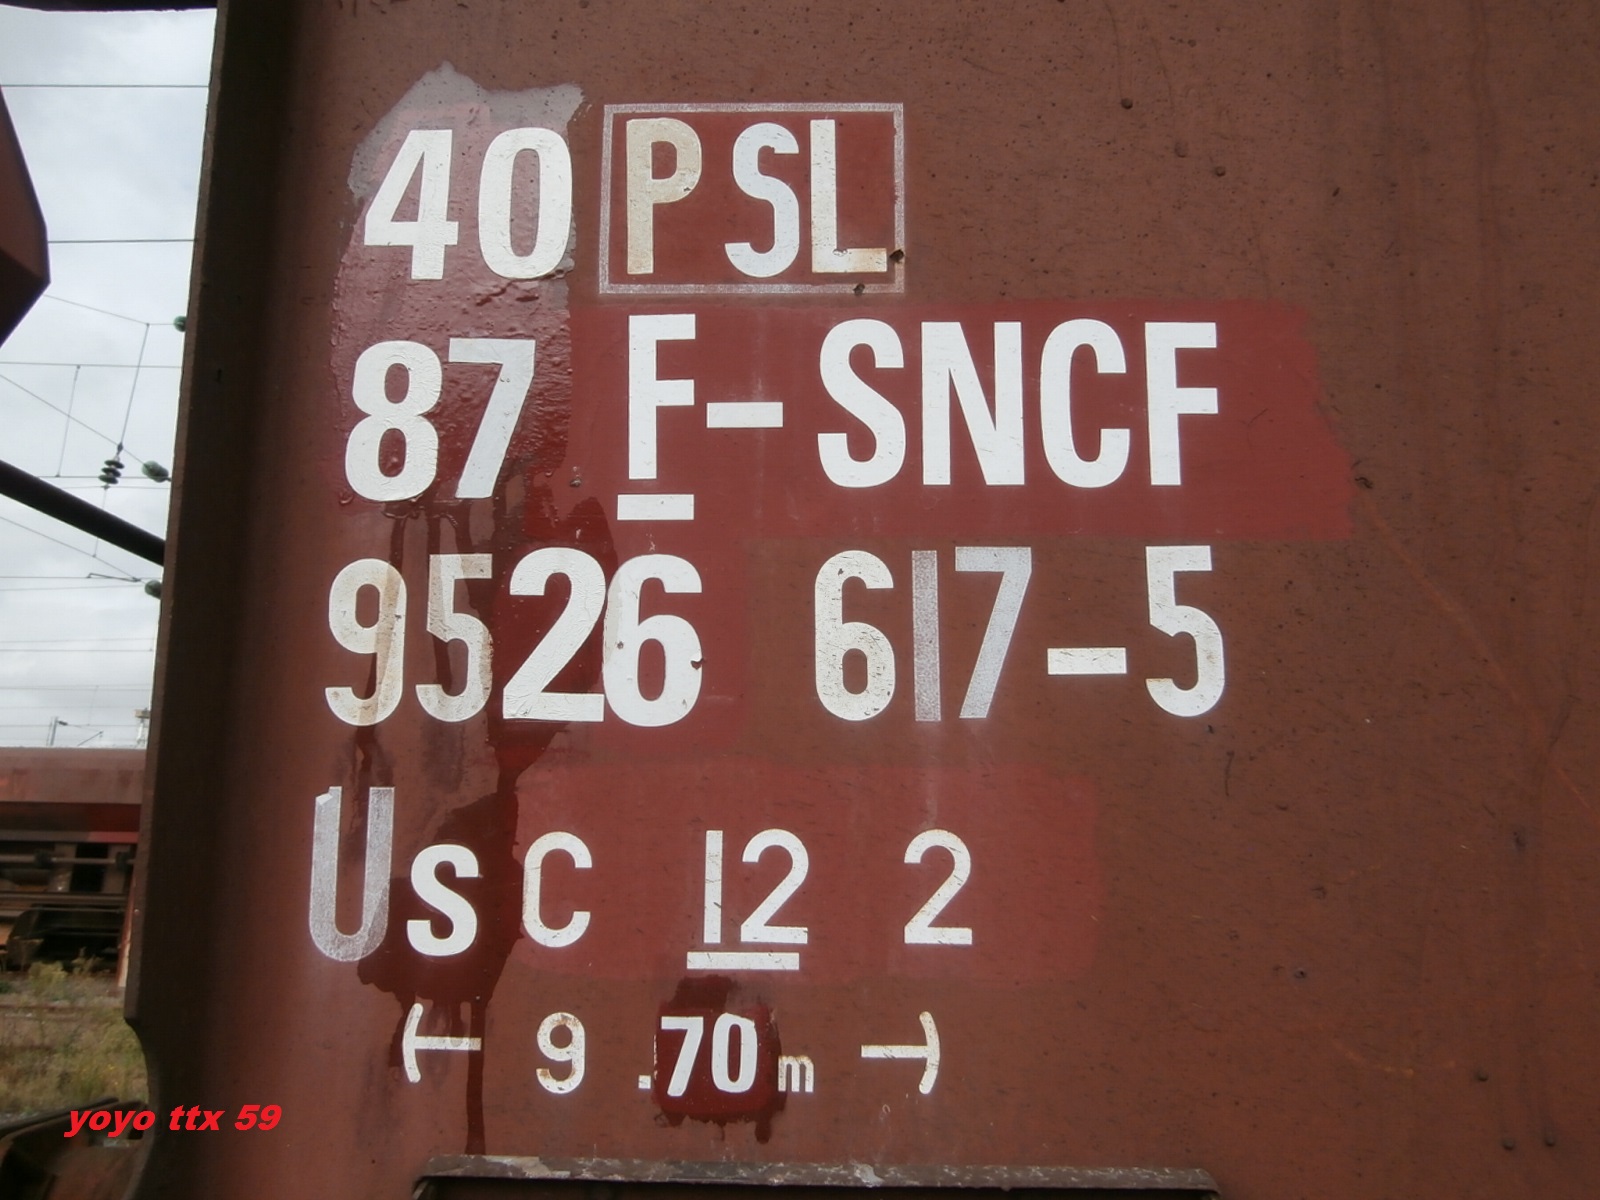 40 PSL
87 F-SNCF
9526 617-5
UsC 12 2
9.70m
yoyo ttx 59